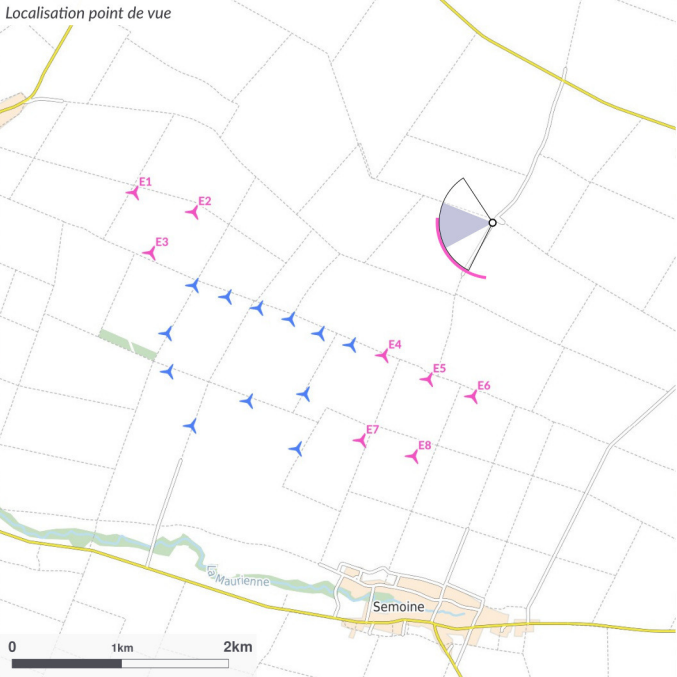 Localisation point de vue
E1
E2
E3
E4
E5
E6
E7
E8
La Maurienne
Semoine
0 1km 2km